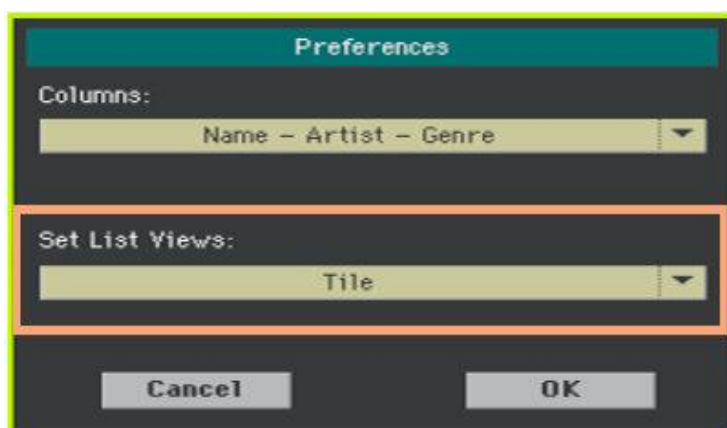 Preferences
Columns:
Name - Artist - Genre
Set List Views:
Tile
Cancel
OK